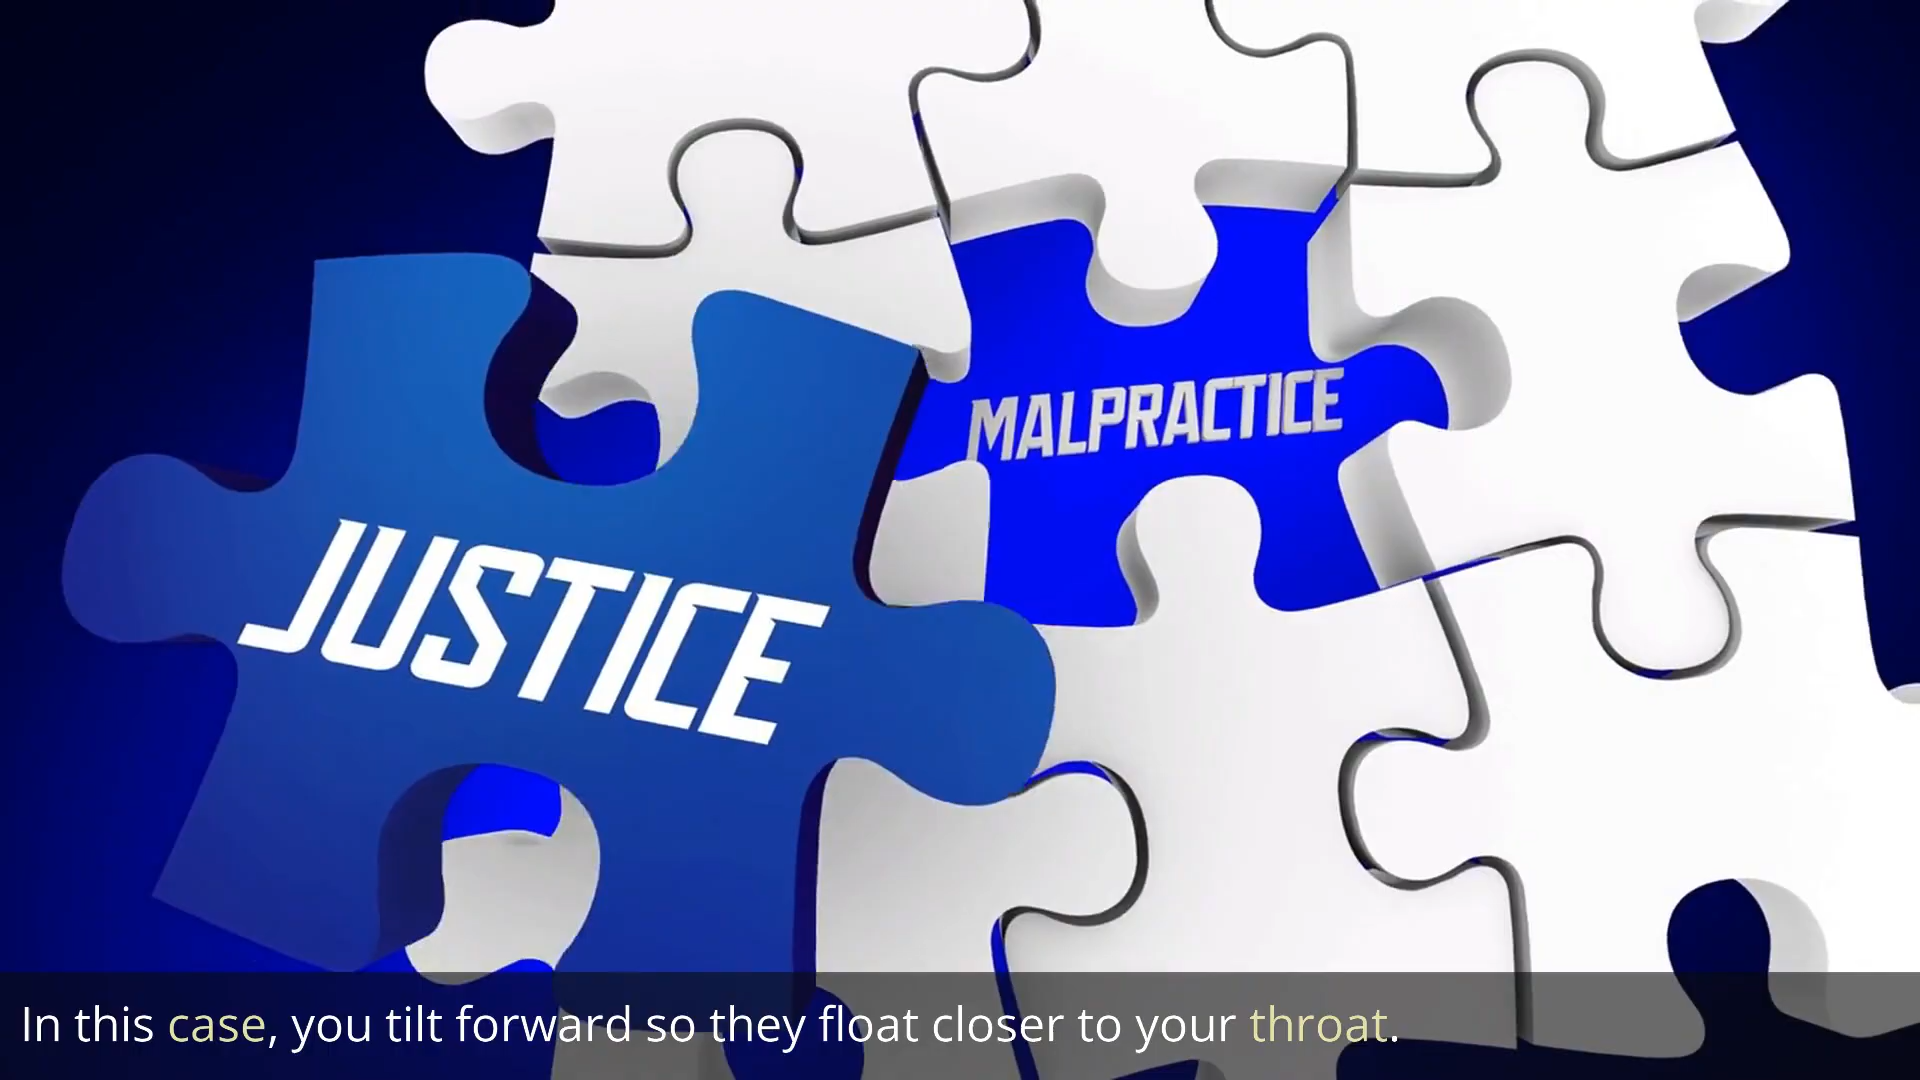 MALPRACTICE
JUSTICE
In this case, you tilt forward so they float closer to your throat.